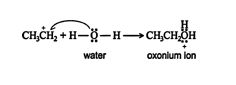 H
CH₃CH₂⁺ + H—Ö—H → CH₃CH₂OH
+
water oxonium ion